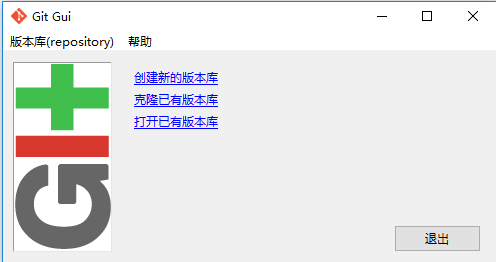 Git Gui
版本库(repository) 帮助
创建新的版本库
克隆已有版本库
打开已有版本库
Git
退出